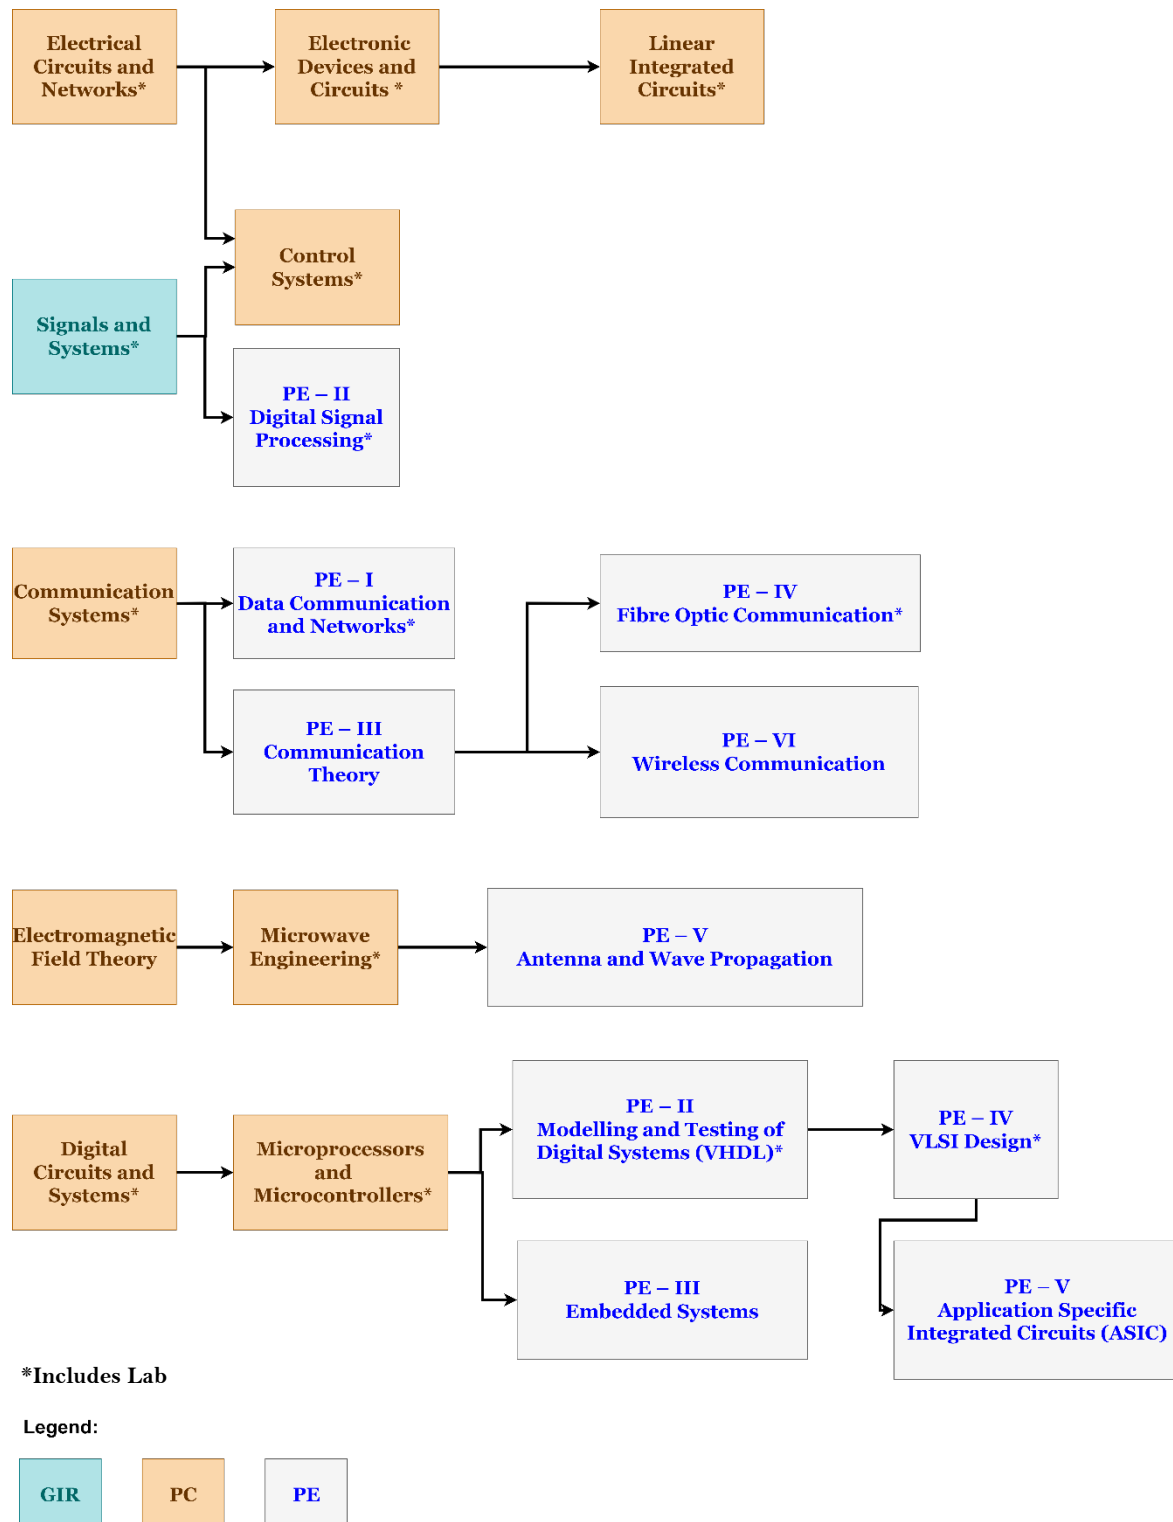 Electrical
Circuits and
Networks*
Electronic
Devices and
Circuits *
Linear
Integrated
Circuits*
Control
Systems*
Signals and
Systems*
PE – II
Digital Signal
Processing*
Communication
Systems*
PE – I
Data Communication
and Networks*
PE – IV
Fibre Optic Communication*
PE – III
Communication
Theory
PE – VI
Wireless Communication
Electromagnetic
Field Theory
Microwave
Engineering*
PE – V
Antenna and Wave Propagation
Digital
Circuits and
Systems*
Microprocessors
and
Microcontrollers*
PE – II
Modelling and Testing of
Digital Systems (VHDL)*
PE – IV
VLSI Design*
PE – III
Embedded Systems
PE – V
Application Specific
Integrated Circuits (ASIC)
*Includes Lab
Legend:
GIR
PC
PE